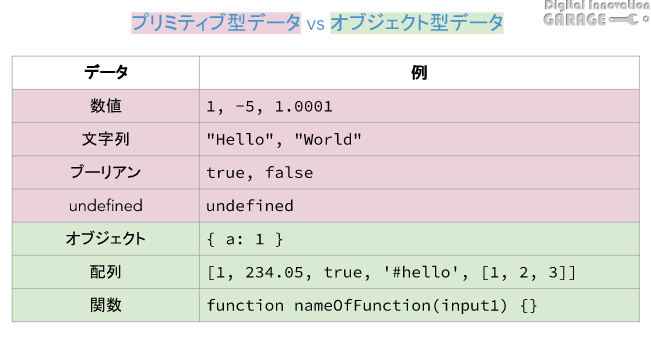 Digital Innovation
GARAGE
プリミティブ型データ vs オブジェクト型データ
データ 例
数値 1, -5, 1.0001
文字列 "Hello", "World"
ブーリアン true, false
undefined undefined
オブジェクト { a: 1 }
配列 [1, 234.05, true, '#hello', [1, 2, 3]]
関数 function nameOfFunction(input1) {}